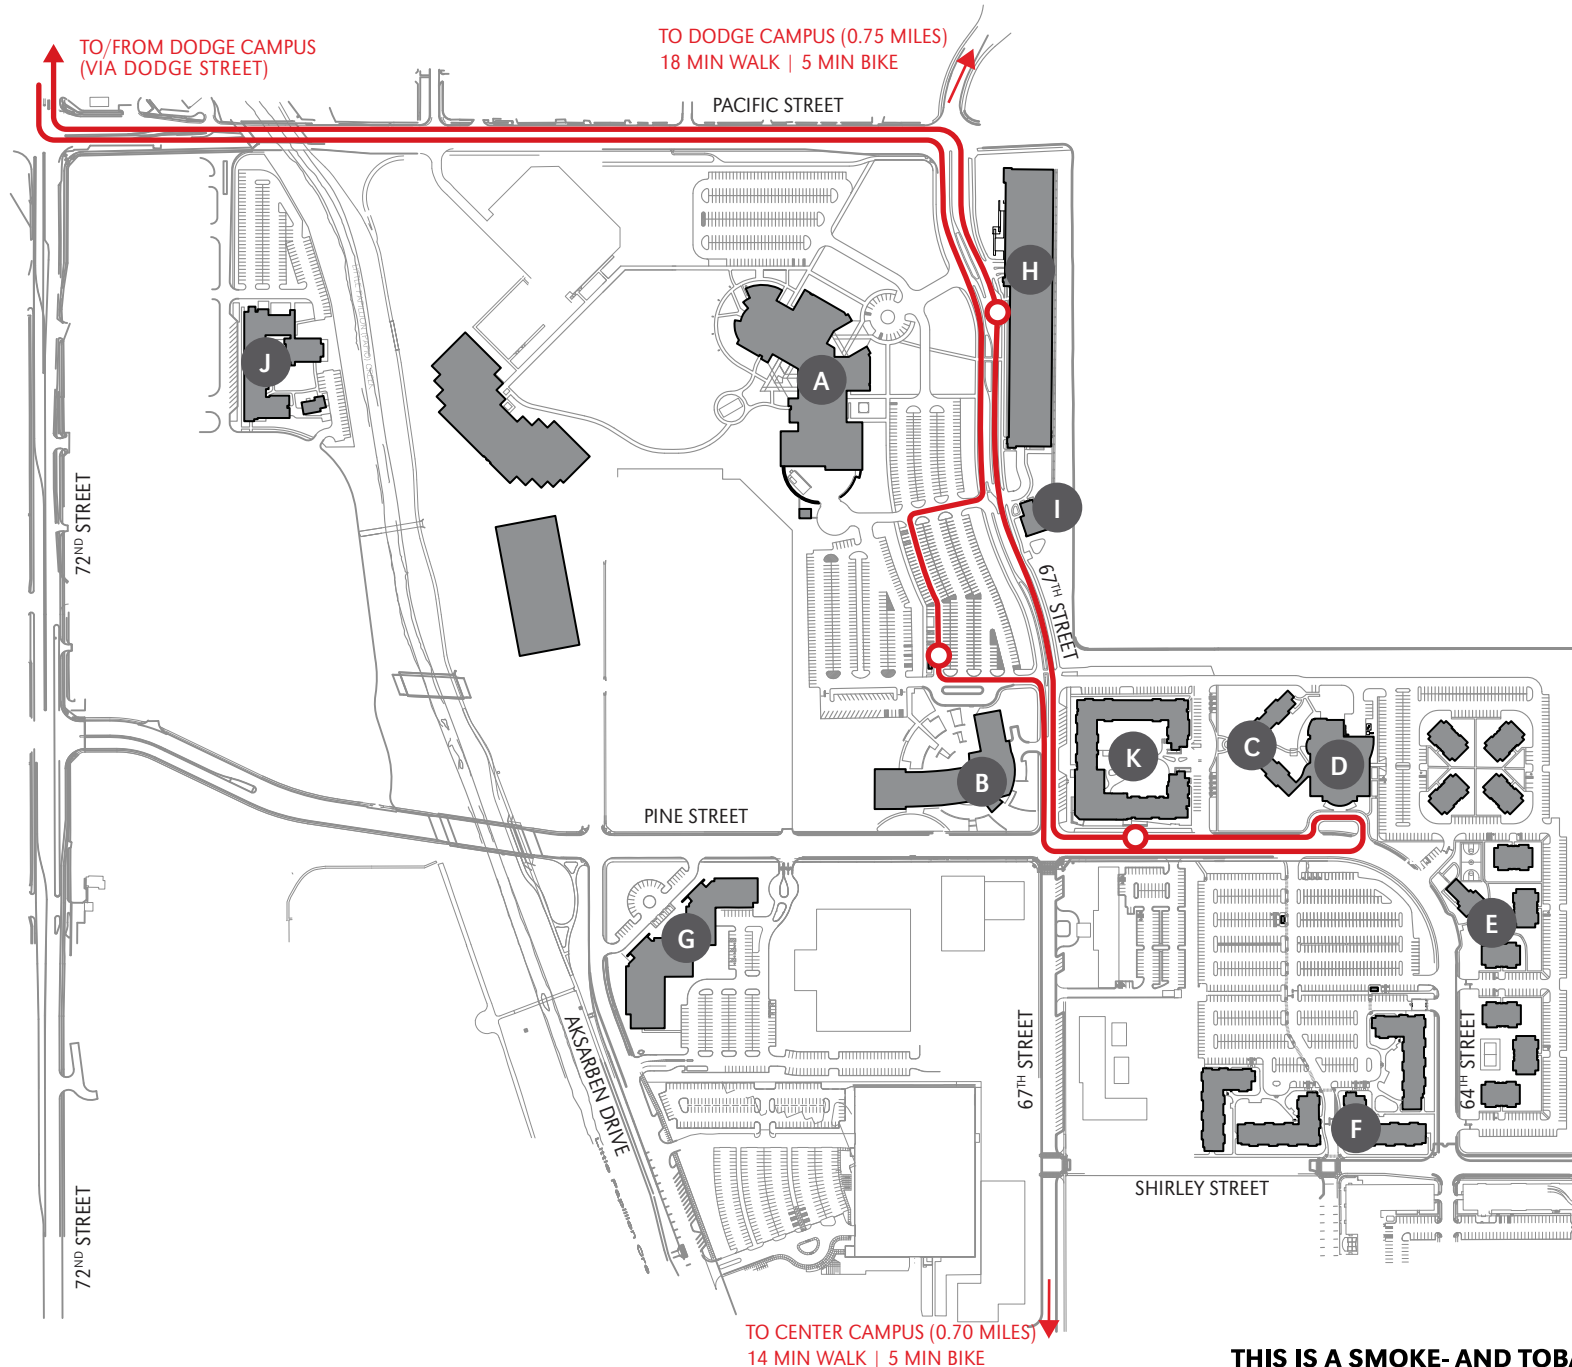 TO/FROM DODGE CAMPUS
(VIA DODGE STREET)
TO DODGE CAMPUS (0.75 MILES)
18 MIN WALK | 5 MIN BIKE
PACIFIC STREET
H
J
A
I
72ND STREET
67TH STREET
K
C
D
B
PINE STREET
G
E
AKSARBEN DRIVE
67TH STREET
64TH STREET
F
SHIRLEY STREET
72ND STREET
TO CENTER CAMPUS (0.70 MILES)
14 MIN WALK | 5 MIN BIKE
THIS IS A SMOKE- AND TOBA